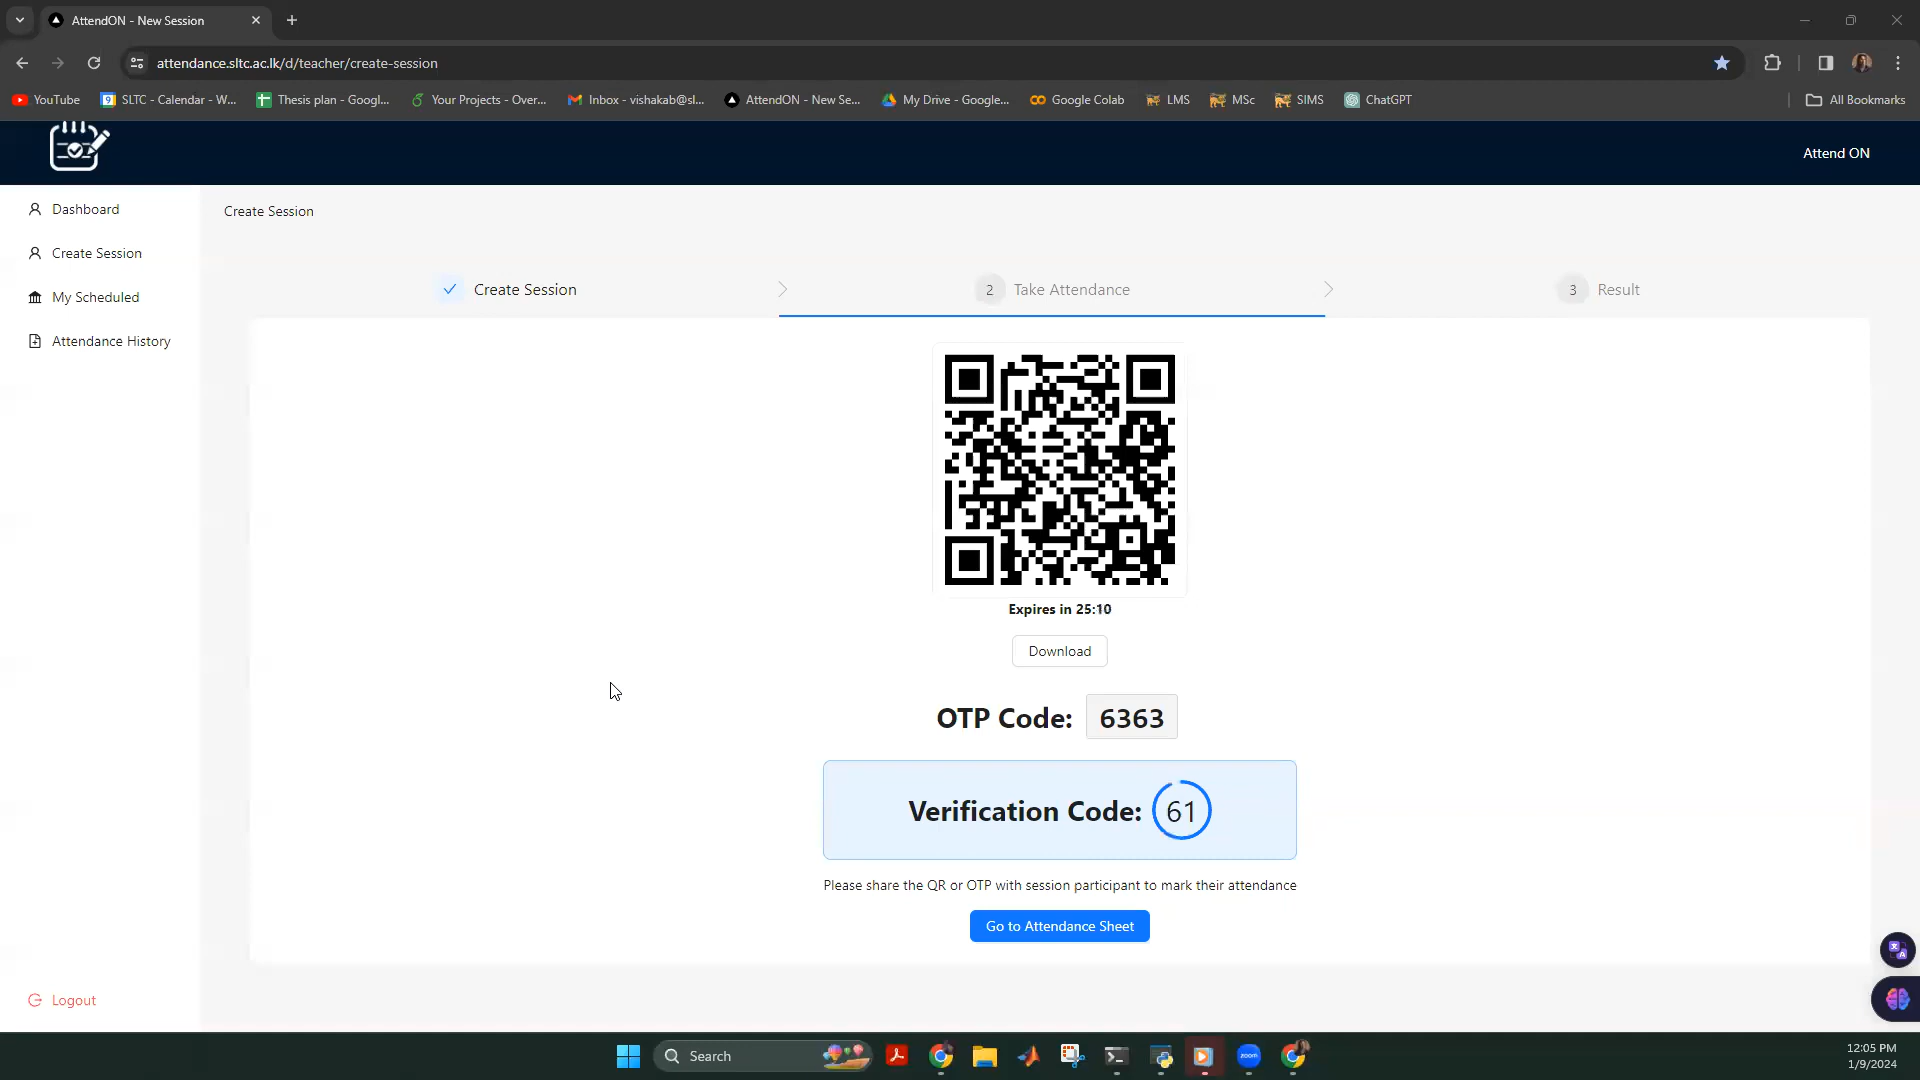 AttendON - New Session
attendance.sltc.ac.lk/d/teacher/create-session
YouTube
SLTC - Calendar - W...
Thesis plan - Googl...
Your Projects - Over...
Inbox - vishakab@sl...
AttendON - New Se...
My Drive - Google...
Google Colab
LMS
MSc
SIMS
ChatGPT
All Bookmarks
Attend ON
Dashboard
Create Session
My Scheduled
Attendance History
Logout
Create Session
Create Session
2 Take Attendance
3 Result
Expires in 25:10
Download
OTP Code: 6363
Verification Code: 61
Please share the QR or OTP with session participant to mark their attendance
Go to Attendance Sheet
Search
zoom
12:05 PM
1/9/2024